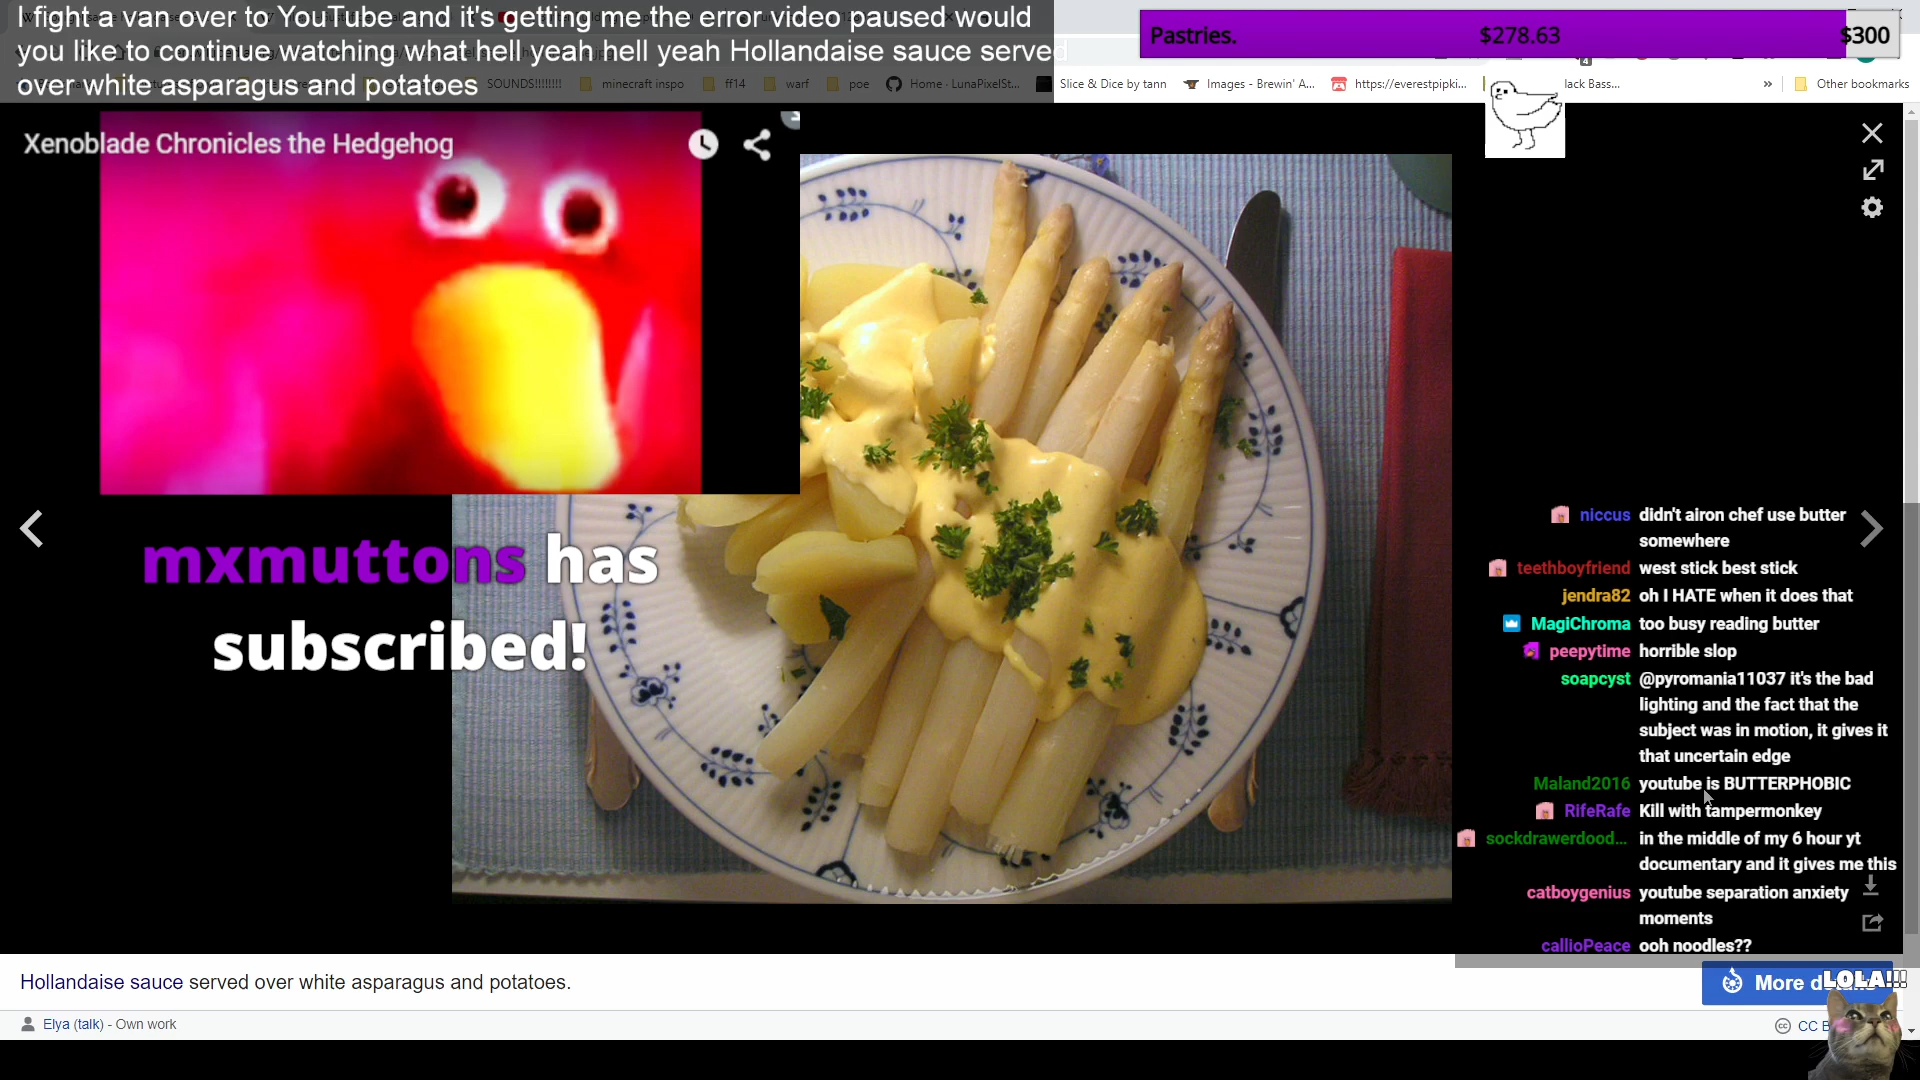 I fight a van over to YouTube and it's getting me the error video paused would
you like to continue watching what hell yeah hell yeah Hollandaise sauce served
over white asparagus and potatoes
Pastries. $278.63 $300
SOUNDS!!!!!!!! minecraft inspo ff14 warf poe Home · LunaPixelSt... Slice & Dice by tann Images - Brewin' A... https://everestpipki... lack Bass... » Other bookmarks
Xenoblade Chronicles the Hedgehog
mxmuttons has
subscribed!
niccus didn't airon chef use butter
somewhere
teethboyfriend west stick best stick
jendra82 oh I HATE when it does that
MagiChroma too busy reading butter
peepytime horrible slop
soapcyst @pyromania11037 it's the bad
lighting and the fact that the
subject was in motion, it gives it
that uncertain edge
Maland2016 youtube is BUTTERPHOBIC
RifeRafe Kill with tampermonkey
sockdrawerdood... in the middle of my 6 hour yt
documentary and it gives me this
catboygenius youtube separation anxiety
moments
callioPeace ooh noodles??
Hollandaise sauce served over white asparagus and potatoes.
More d
LOLA!!!
Elya (talk) - Own work
CC B